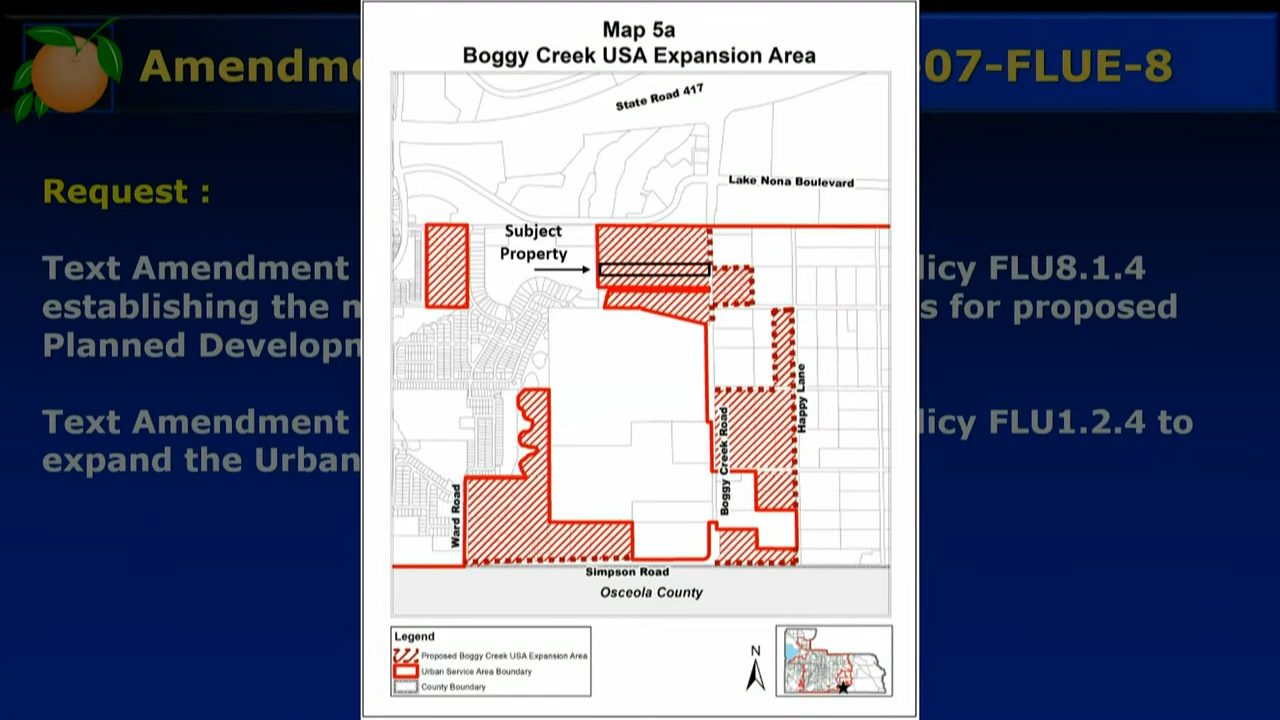 Map 5a
Boggy Creek USA Expansion Area
Amendme
-07-FLUE-8
State Road 417
Lake Nona Boulevard
Request :
Subject
Property
Text Amendment
licy FLU8.1.4
establishing the
s for proposed
Planned Develop
Happy Lane
Boggy Creek Road
Text Amendment
licy FLU1.2.4 to
expand the Urban
Ward Road
Simpson Road
Osceola County
Legend
Proposed Boggy Creek USA Expansion Area
Urban Service Area Boundary
County Boundary
N